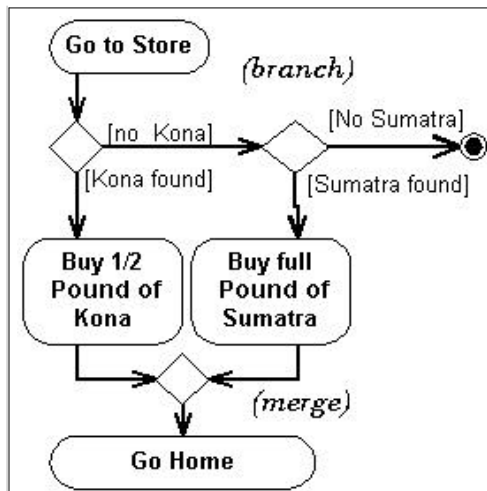 Go to Store
(branch)
[No Sumatra]
[no Kona]
[Kona found]
[Sumatra found]
Buy 1/2
Pound of
Kona
Buy full
Pound of
Sumatra
(merge)
Go Home